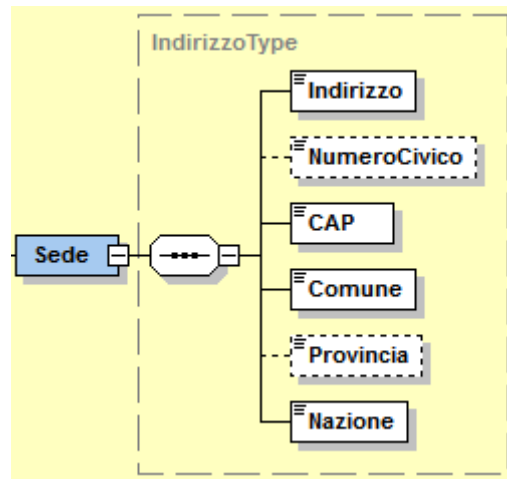 IndirizzoType
Indirizzo
NumeroCivico
CAP
Sede
Comune
Provincia
Nazione